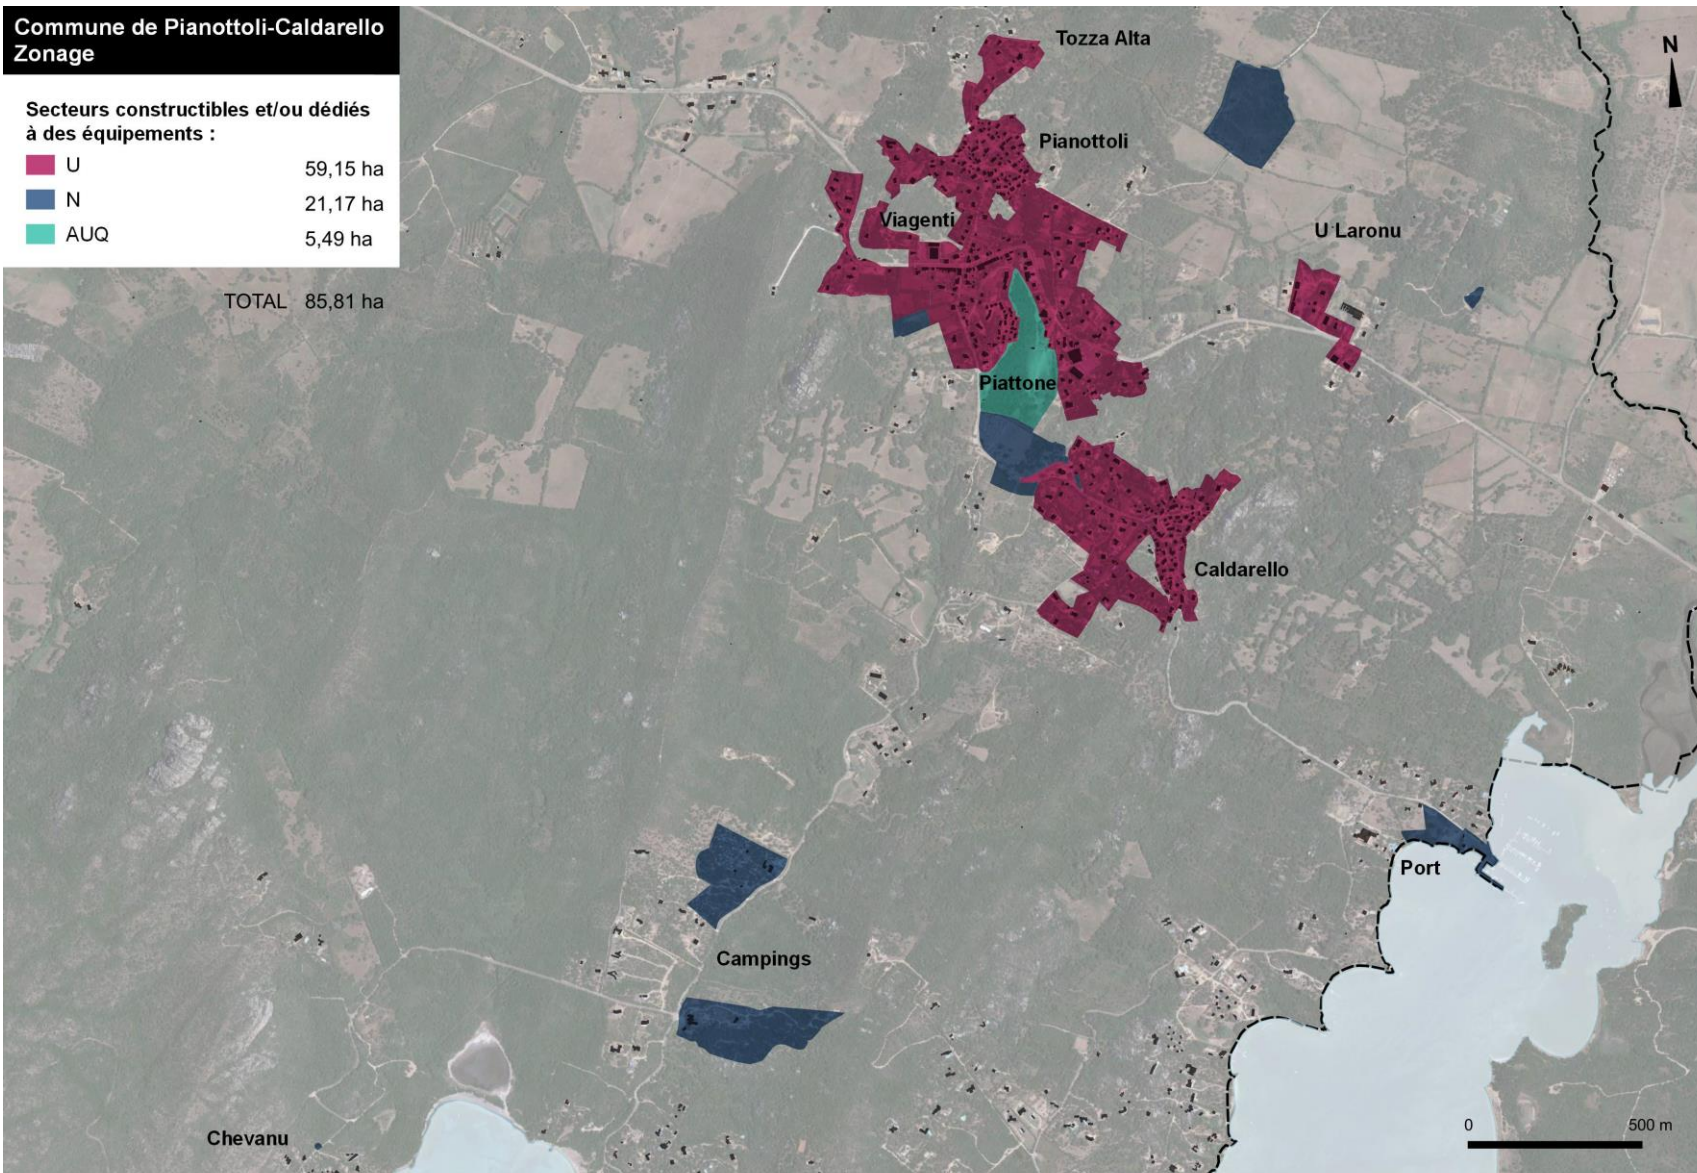 Commune de Pianottoli-Caldarello
Zonage
Secteurs constructibles et/ou dédiés
à des équipements :
U 59,15 ha
N 21,17 ha
AUQ 5,49 ha
TOTAL 85,81 ha
Tozza Alta
N
Pianottoli
Viagenti
U Laronu
Piattone
Caldarello
Port
Campings
Chevanu
0 500 m